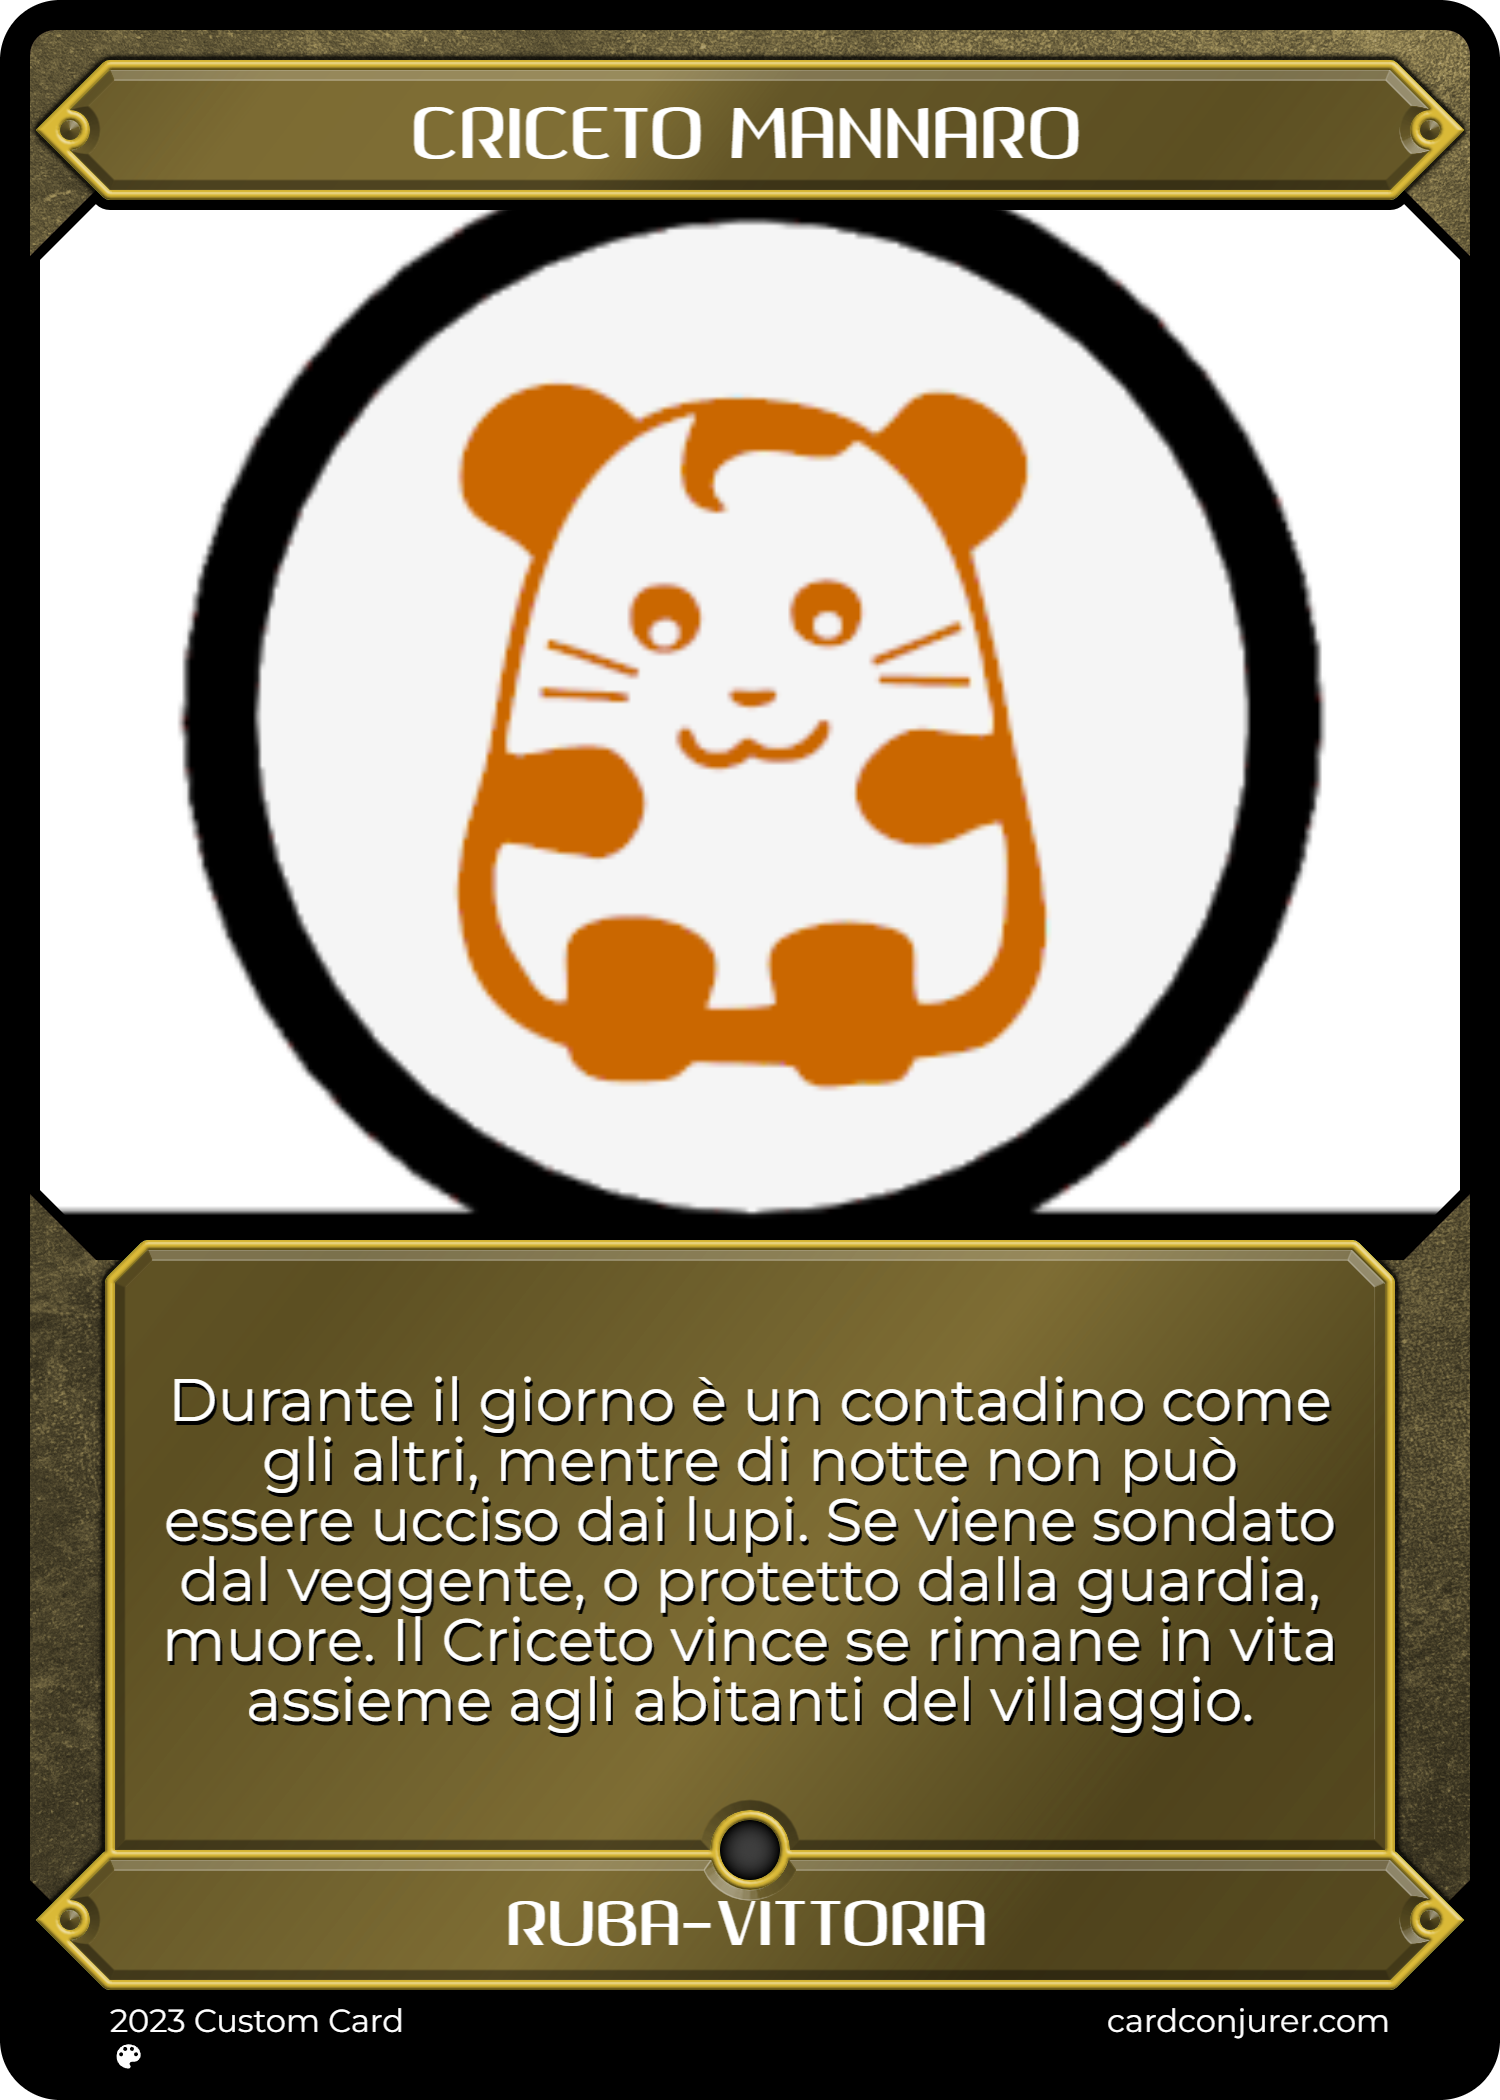 CRICETO MANNARO
Durante il giorno è un contadino come
gli altri, mentre di notte non può
essere ucciso dai lupi. Se viene sondato
dal veggente, o protetto dalla guardia,
muore. Il Criceto vince se rimane in vita
assieme agli abitanti del villaggio.
RUBA-VITTORIA
2023 Custom Card
cardconjurer.com